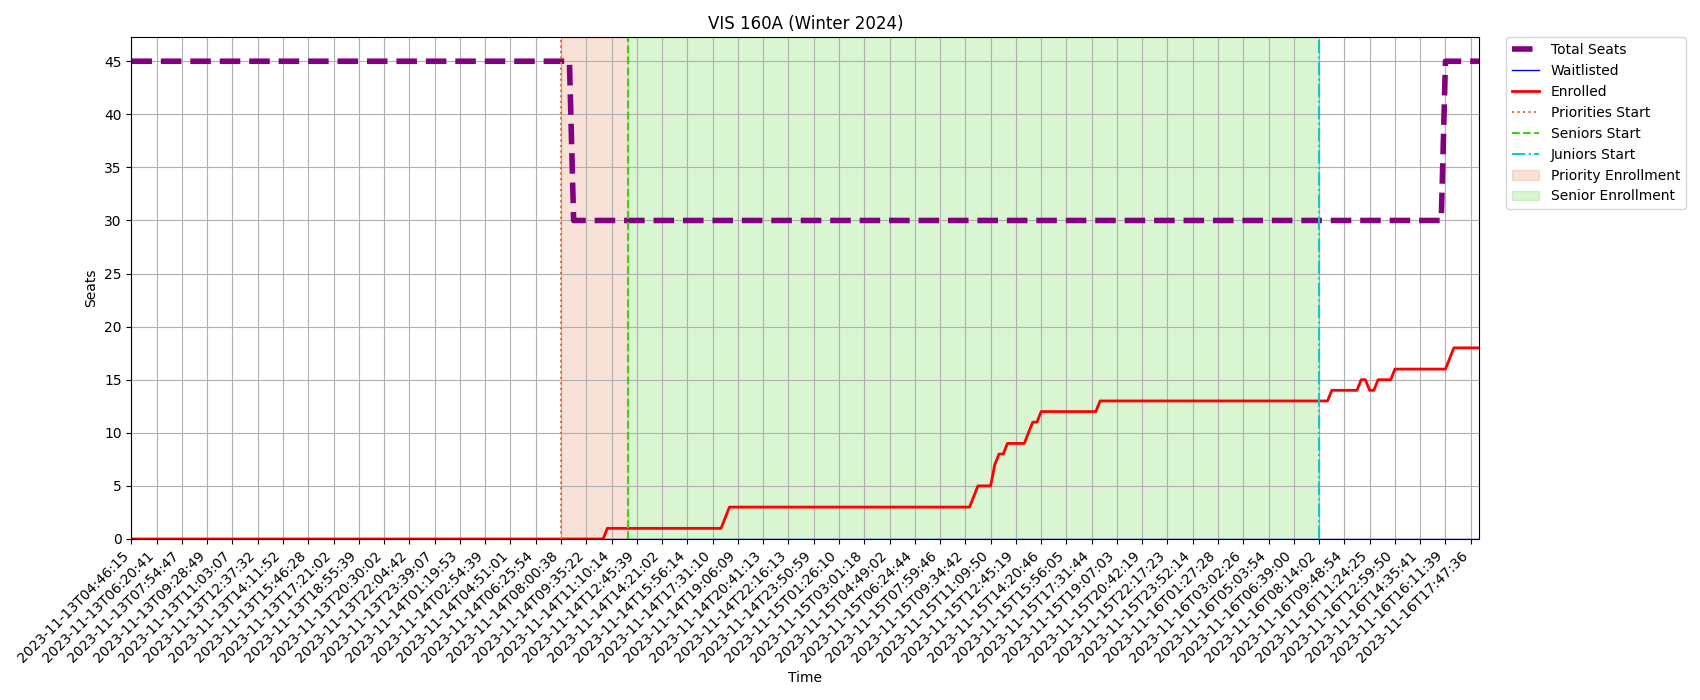 VIS 160A (Winter 2024)
Total Seats
Waitlisted
Enrolled
Priorities Start
Seniors Start
Juniors Start
Priority Enrollment
Senior Enrollment
Seats
45
40
35
30
25
20
15
10
5
0
2023-11-13T04:46:15
2023-11-13T06:20:41
2023-11-13T07:54:47
2023-11-13T09:28:49
2023-11-13T11:03:07
2023-11-13T12:37:32
2023-11-13T14:11:52
2023-11-13T15:46:28
2023-11-13T17:21:02
2023-11-13T18:55:39
2023-11-13T20:30:02
2023-11-13T22:04:42
2023-11-13T23:39:07
2023-11-14T01:19:53
2023-11-14T02:54:39
2023-11-14T04:51:01
2023-11-14T06:25:54
2023-11-14T08:00:38
2023-11-14T09:35:22
2023-11-14T11:10:14
2023-11-14T12:45:39
2023-11-14T14:21:02
2023-11-14T15:56:14
2023-11-14T17:31:10
2023-11-14T19:06:09
2023-11-14T20:41:13
2023-11-14T22:16:13
2023-11-14T23:50:59
2023-11-15T01:26:10
2023-11-15T03:01:18
2023-11-15T04:49:02
2023-11-15T06:24:44
2023-11-15T07:59:46
2023-11-15T09:34:42
2023-11-15T11:09:50
2023-11-15T12:45:19
2023-11-15T14:20:46
2023-11-15T15:56:05
2023-11-15T17:31:44
2023-11-15T19:07:03
2023-11-15T20:42:19
2023-11-15T22:17:23
2023-11-15T23:52:14
2023-11-16T01:27:28
2023-11-16T03:02:26
2023-11-16T05:03:54
2023-11-16T06:39:00
2023-11-16T08:14:02
2023-11-16T09:48:54
2023-11-16T11:24:25
2023-11-16T12:59:50
2023-11-16T14:35:41
2023-11-16T16:11:39
2023-11-16T17:47:36
Time